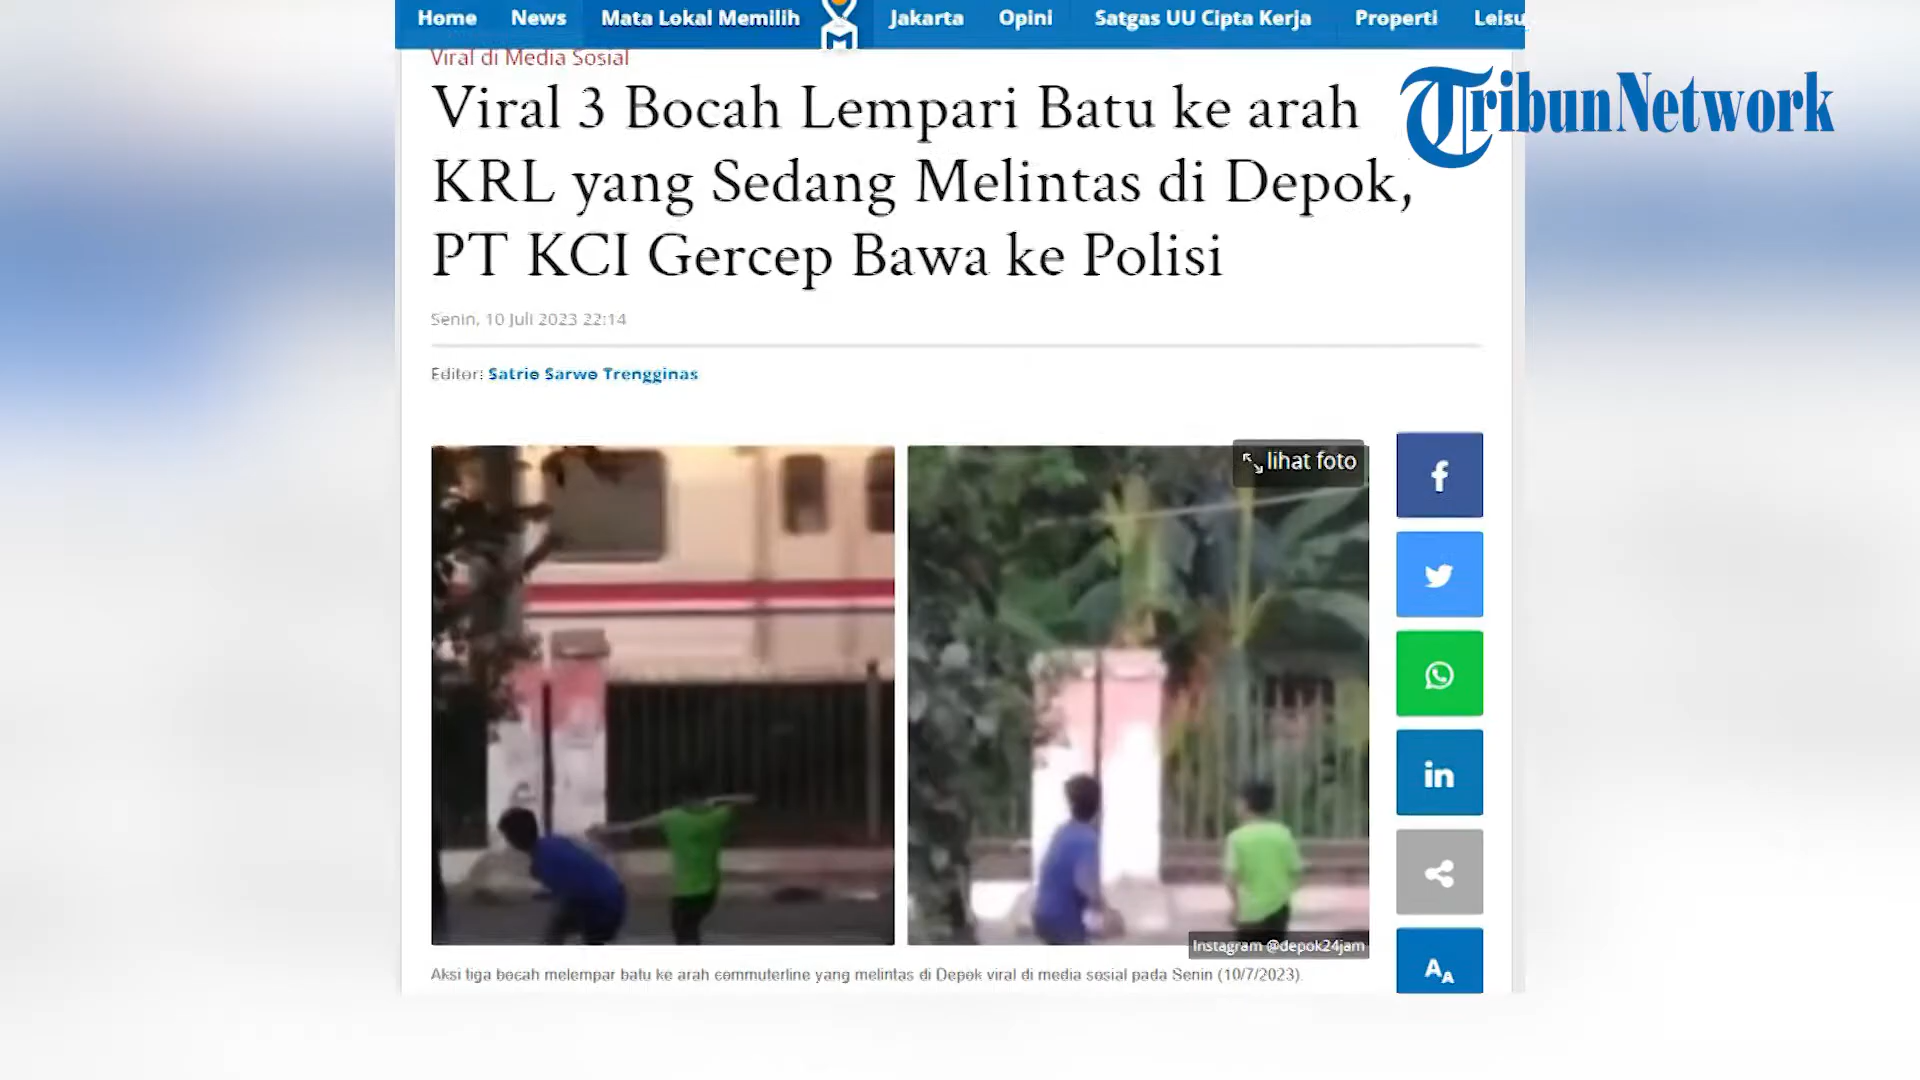 Home News Mata Lokal Memilih Jakarta Opini Satgas UU Cipta Kerja Properti Leisu
Viral di Media Sosial
TribunNetwork
Viral 3 Bocah Lempari Batu ke arah
KRL yang Sedang Melintas di Depok,
PT KCI Gercep Bawa ke Polisi
Senin, 10 Juli 2023 22:14
Editor: Satrio Sarwo Trengginas
lihat foto
Instagram @depok24jam
Aksi tiga bocah melempar batu ke arah commuterline yang melintas di Depok viral di media sosial pada Senin (10/7/2023).